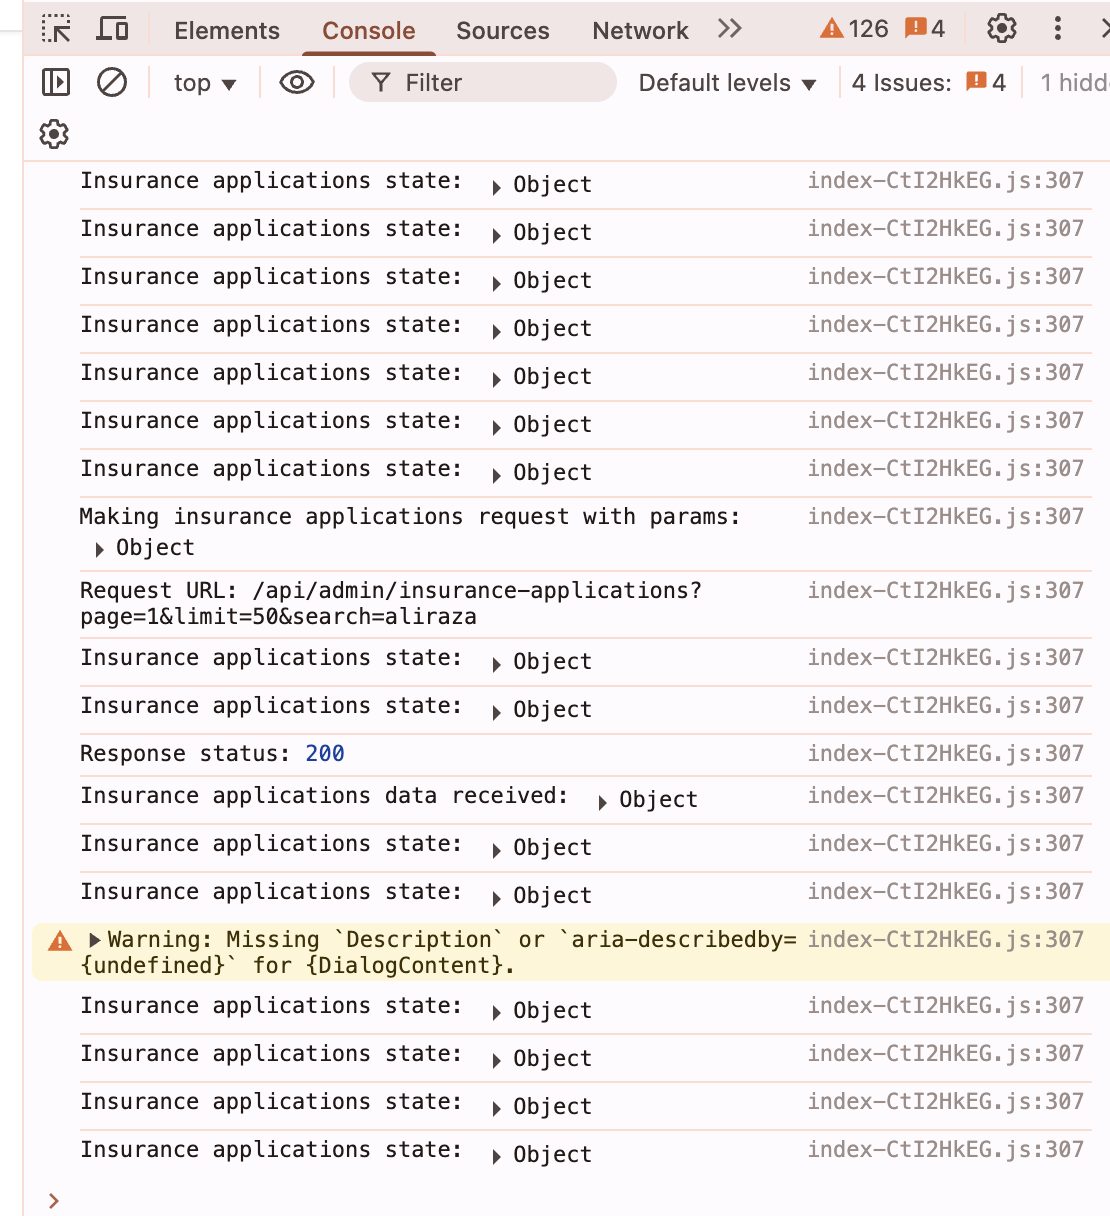 Elements Console Sources Network 126 4
top Filter Default levels 4 Issues: 4 1 hidd
Insurance applications state: Object index-CtI2HkEG.js:307
Insurance applications state: Object index-CtI2HkEG.js:307
Insurance applications state: Object index-CtI2HkEG.js:307
Insurance applications state: Object index-CtI2HkEG.js:307
Insurance applications state: Object index-CtI2HkEG.js:307
Insurance applications state: Object index-CtI2HkEG.js:307
Insurance applications state: Object index-CtI2HkEG.js:307
Making insurance applications request with params: index-CtI2HkEG.js:307
Object
Request URL: /api/admin/insurance-applications? index-CtI2HkEG.js:307
page=1&limit=50&search=aliraza
Insurance applications state: Object index-CtI2HkEG.js:307
Insurance applications state: Object index-CtI2HkEG.js:307
Response status: 200 index-CtI2HkEG.js:307
Insurance applications data received: Object index-CtI2HkEG.js:307
Insurance applications state: Object index-CtI2HkEG.js:307
Insurance applications state: Object index-CtI2HkEG.js:307
Warning: Missing `Description` or `aria-describedby= index-CtI2HkEG.js:307
{undefined}` for {DialogContent}.
Insurance applications state: Object index-CtI2HkEG.js:307
Insurance applications state: Object index-CtI2HkEG.js:307
Insurance applications state: Object index-CtI2HkEG.js:307
Insurance applications state: Object index-CtI2HkEG.js:307